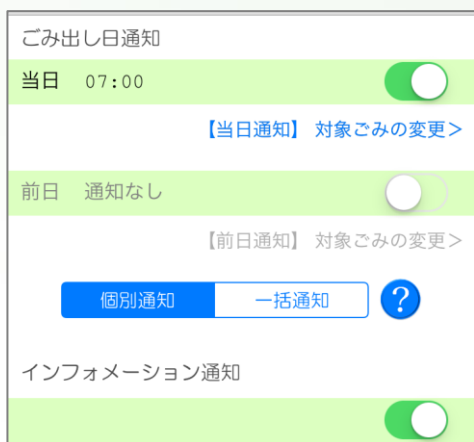 ごみ出し日通知
当日 07:00
【当日通知】 対象ごみの変更>
前日 通知なし
【前日通知】 対象ごみの変更>
個別通知 一括通知 ?
インフォメーション通知